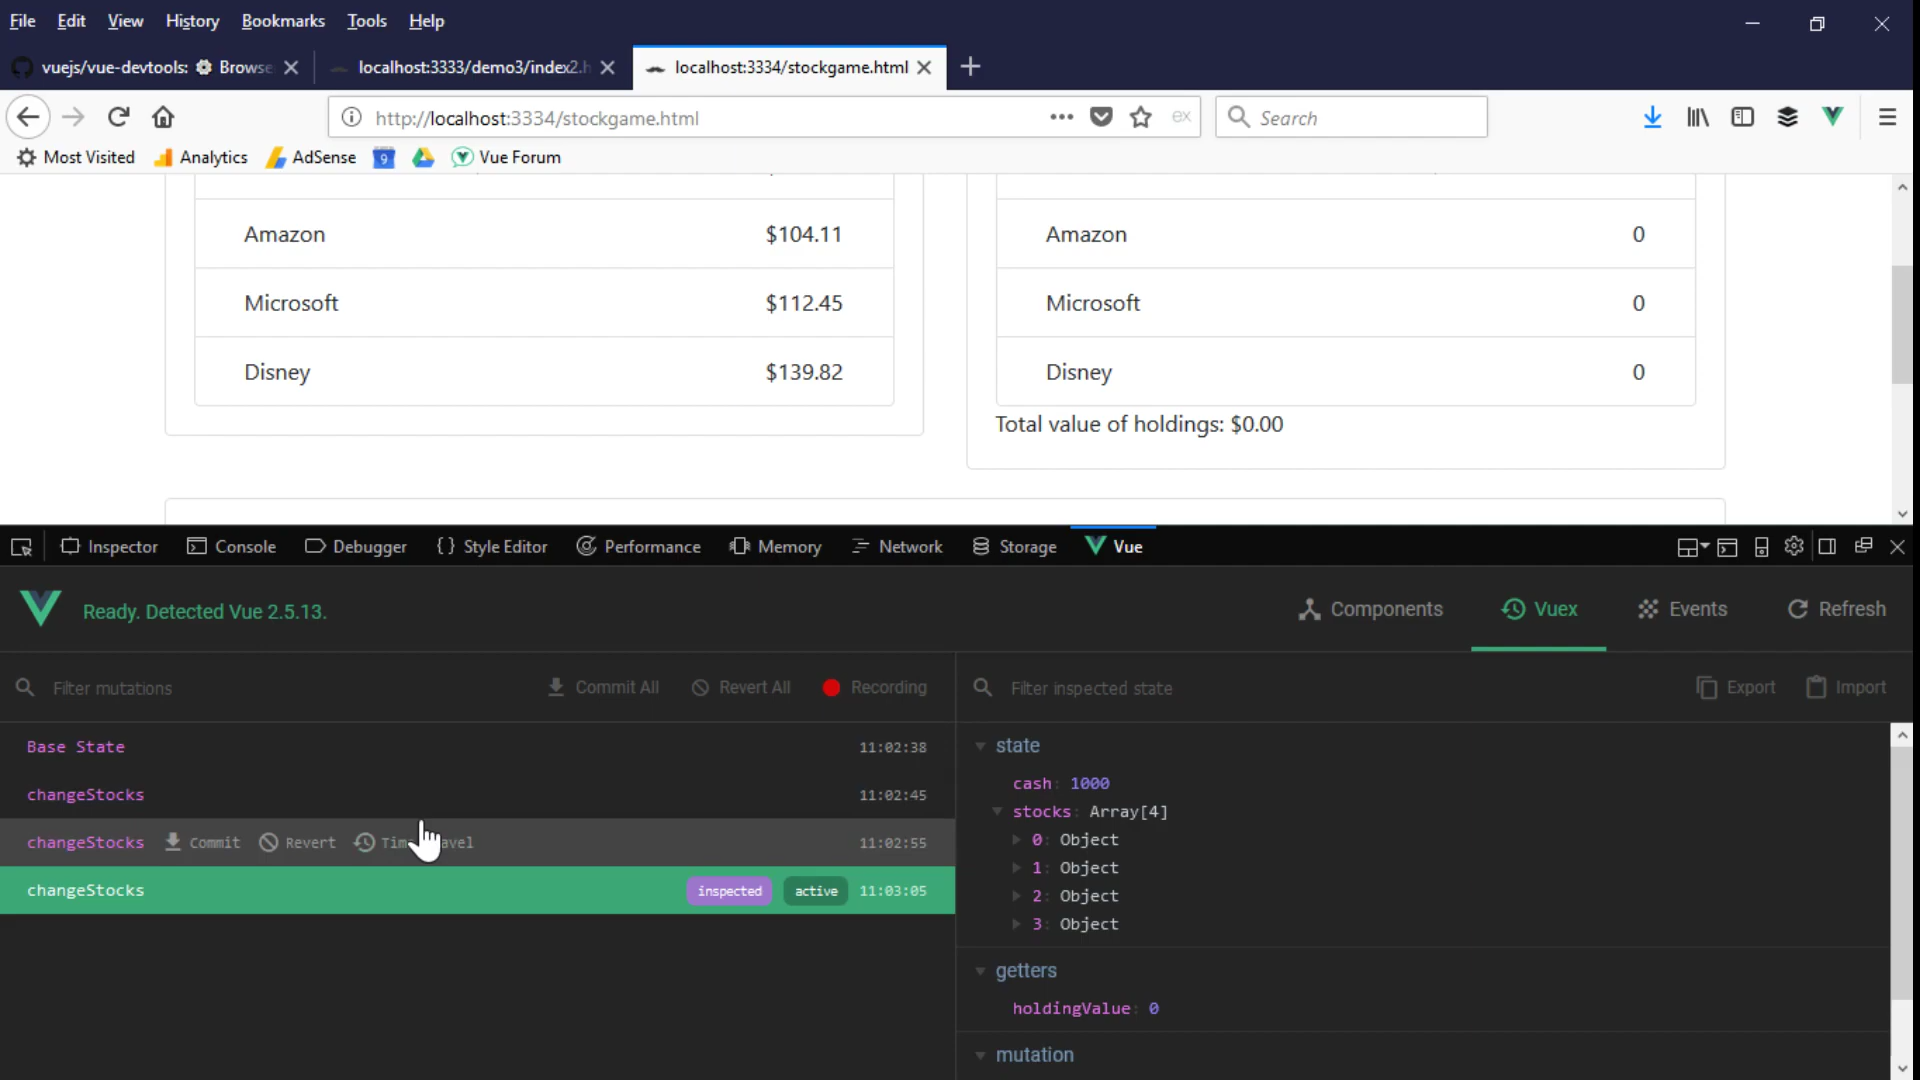 File Edit View History Bookmarks Tools Help
vuejs/vue-devtools: Browse
localhost:3333/demo3/index2.h
localhost:3334/stockgame.html
http://localhost:3334/stockgame.html
Search
Most Visited Analytics AdSense 9 Vue Forum
Amazon $104.11
Microsoft $112.45
Disney $139.82
Amazon 0
Microsoft 0
Disney 0
Total value of holdings: $0.00
Inspector Console Debugger {} Style Editor Performance Memory Network Storage Vue
Ready. Detected Vue 2.5.13.
Components Vuex Events Refresh
Filter mutations Commit All Revert All Recording
Filter inspected state Export Import
Base State 11:02:38
changeStocks 11:02:45
changeStocks Commit Revert 11:02:55
changeStocks inspected active 11:03:05
state
cash: 1000
stocks: Array[4]
0: Object
1: Object
2: Object
3: Object
getters
holdingValue: 0
mutation